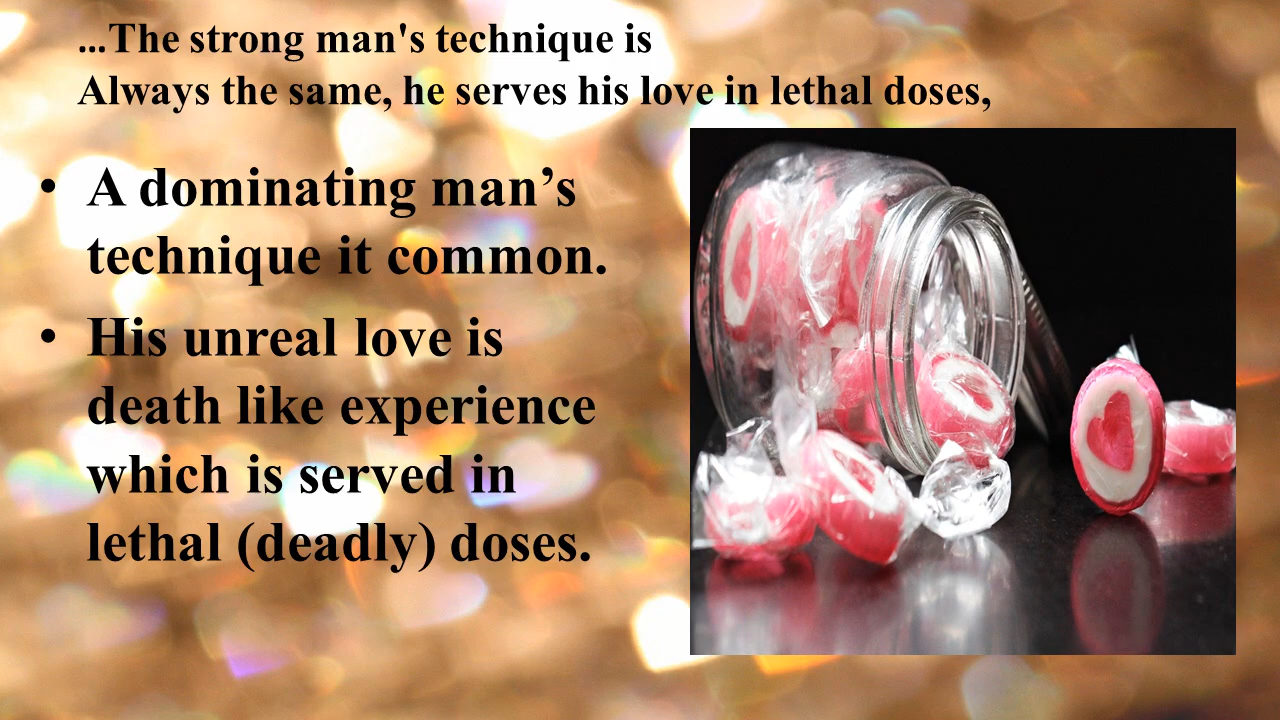 ...The strong man's technique is
Always the same, he serves his love in lethal doses,
• A dominating man’s
technique it common.
• His unreal love is
death like experience
which is served in
lethal (deadly) doses.